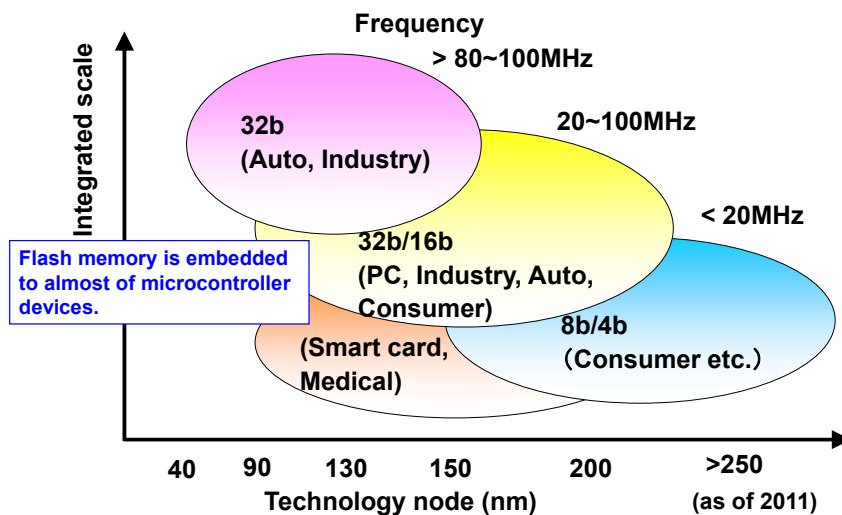 Frequency
> 80~100MHz
Integrated scale
32b
(Auto, Industry)
20~100MHz
< 20MHz
Flash memory is embedded
to almost of microcontroller
devices.
32b/16b
(PC, Industry, Auto,
Consumer)
8b/4b
（Consumer etc.）
(Smart card,
Medical)
40 90 130 150 200 >250
Technology node (nm) (as of 2011)